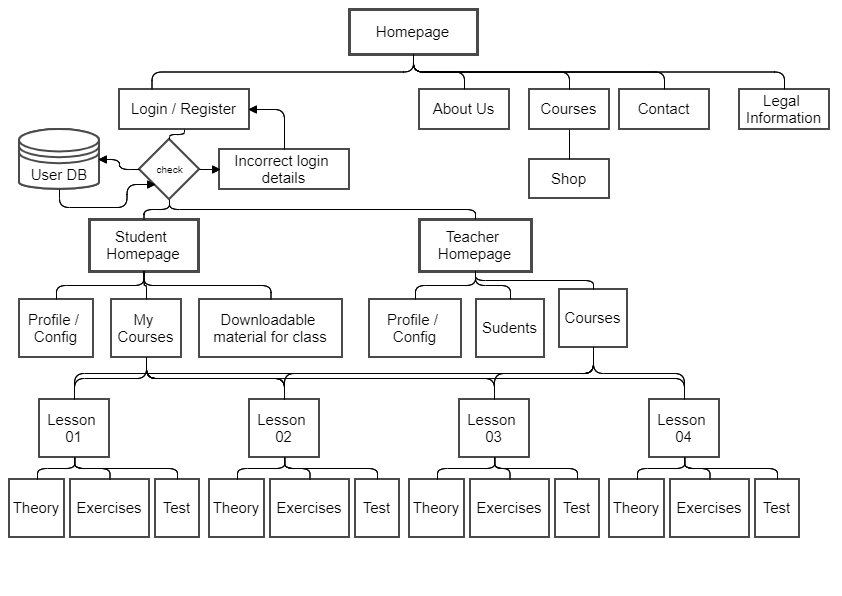 Homepage
Login / Register
About Us
Courses
Contact
Legal
Information
User DB
check
Incorrect login
details
Shop
Student
Homepage
Teacher
Homepage
Profile /
Config
My
Courses
Downloadable
material for class
Profile /
Config
Sudents
Courses
Lesson
01
Lesson
02
Lesson
03
Lesson
04
Theory
Exercises
Test
Theory
Exercises
Test
Theory
Exercises
Test
Theory
Exercises
Test